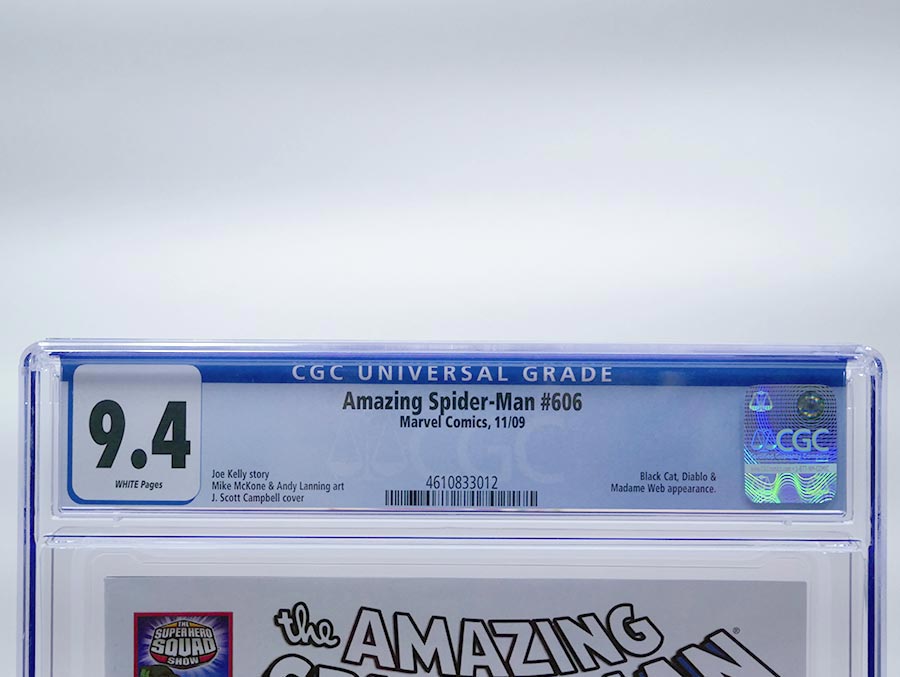 CGC UNIVERSAL GRADE
Amazing Spider-Man #606
Marvel Comics, 11/09
9.4
WHITE Pages
Joe Kelly story
Mike McKone & Andy Lanning art
J. Scott Campbell cover
4610833012
Black Cat, Diablo &
Madame Web appearance.
CGC
THE
SUPER HERO
SQUAD
SHOW
the AMAZING